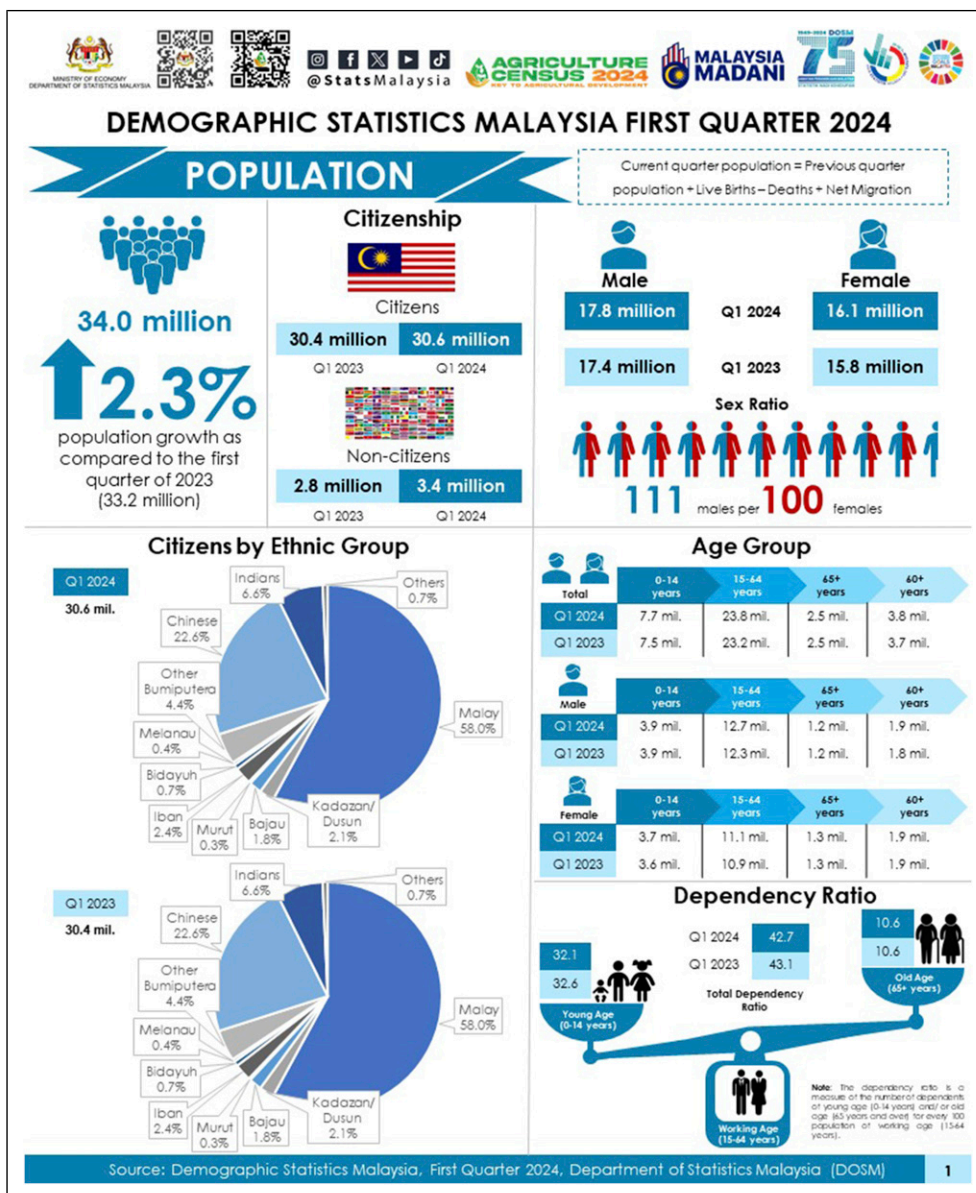 MINISTRY OF ECONOMY
DEPARTMENT OF STATISTICS MALAYSIA
@StatsMalaysia
AGRICULTURE
CENSUS 2024
KEY TO AGRICULTURAL DEVELOPMENT
MALAYSIA
MADANI
1949-2024 DOSM
75
DEMOGRAPHIC STATISTICS MALAYSIA FIRST QUARTER 2024
POPULATION
Current quarter population = Previous quarter
population + Live Births – Deaths + Net Migration
34.0 million
2.3%
population growth as
compared to the first
quarter of 2023
(33.2 million)
Citizenship
Citizens
30.4 million 30.6 million
Q1 2023 Q1 2024
Non-citizens
2.8 million 3.4 million
Q1 2023 Q1 2024
Male Female
17.8 million Q1 2024 16.1 million
17.4 million Q1 2023 15.8 million
Sex Ratio
111 males per 100 females
Citizens by Ethnic Group
Q1 2024
30.6 mil.
Indians
6.6%
Others
0.7%
Chinese
22.6%
Other
Bumiputera
4.4%
Melanau
0.4%
Bidayuh
0.7%
Iban
2.4%
Murut
0.3%
Bajau
1.8%
Kadazan/
Dusun
2.1%
Malay
58.0%
Q1 2023
30.4 mil.
Indians
6.6%
Others
0.7%
Chinese
22.6%
Other
Bumiputera
4.4%
Melanau
0.4%
Bidayuh
0.7%
Iban
2.4%
Murut
0.3%
Bajau
1.8%
Kadazan/
Dusun
2.1%
Malay
58.0%
Age Group
Total 0-14 years 15-64 years 65+ years 60+ years
Q1 2024 7.7 mil. 23.8 mil. 2.5 mil. 3.8 mil.
Q1 2023 7.5 mil. 23.2 mil. 2.5 mil. 3.7 mil.
Male 0-14 years 15-64 years 65+ years 60+ years
Q1 2024 3.9 mil. 12.7 mil. 1.2 mil. 1.9 mil.
Q1 2023 3.9 mil. 12.3 mil. 1.2 mil. 1.8 mil.
Female 0-14 years 15-64 years 65+ years 60+ years
Q1 2024 3.7 mil. 11.1 mil. 1.3 mil. 1.9 mil.
Q1 2023 3.6 mil. 10.9 mil. 1.3 mil. 1.9 mil.
Dependency Ratio
Q1 2024 42.7
Q1 2023 43.1
Total Dependency
Ratio
32.1
32.6
Young Age
(0-14 years)
10.6
10.6
Old Age
(65+ years)
Working Age
(15-64 years)
Note: The dependency ratio is a
measure of the number of dependents
of young age (0-14 years) and/ or old
age (65 years and over) for every 100
population of working age (15-64
years).
Source: Demographic Statistics Malaysia, First Quarter 2024, Department of Statistics Malaysia (DOSM)
1